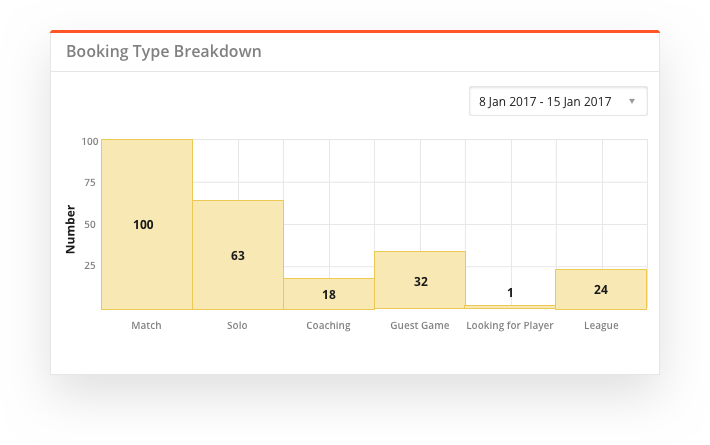 Booking Type Breakdown
8 Jan 2017 - 15 Jan 2017
Number
100
75
50
25
100
63
18
32
1
24
Match
Solo
Coaching
Guest Game
Looking for Player
League